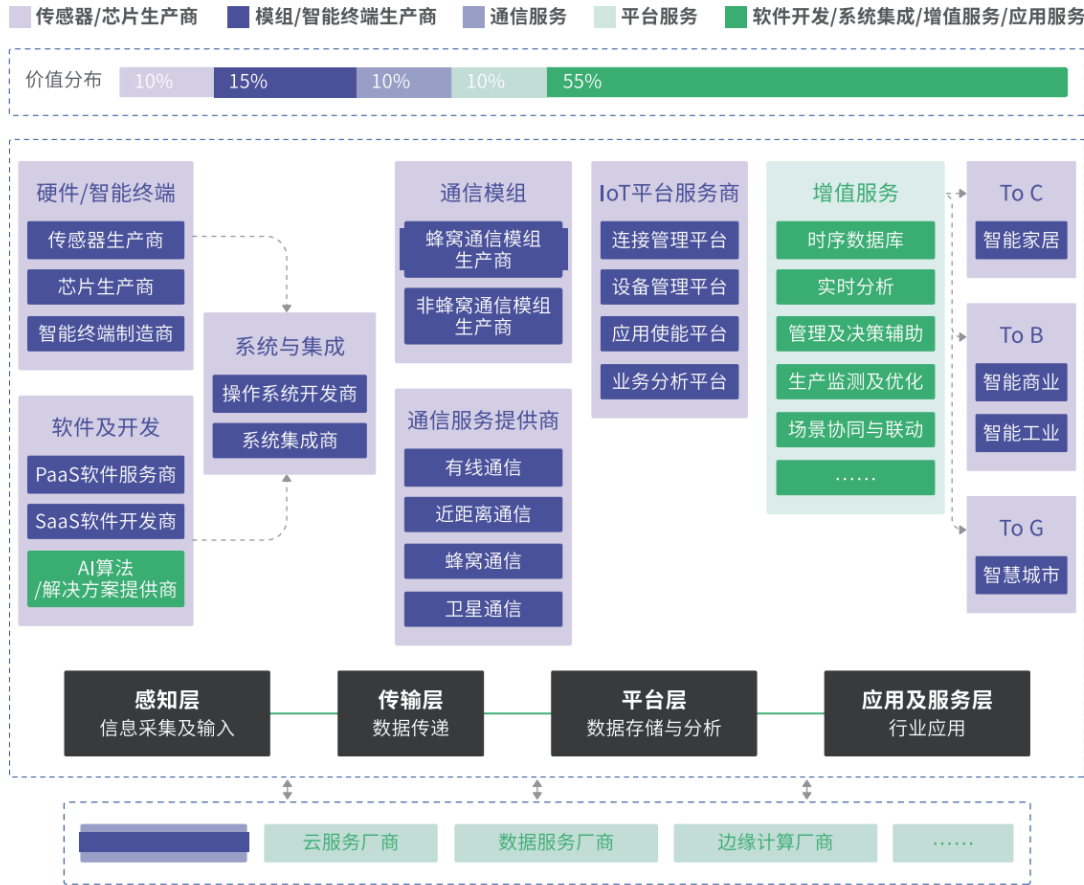 传感器/芯片生产商
模组/智能终端生产商
通信服务
平台服务
软件开发/系统集成/增值服务/应用服务
价值分布
10%
15%
10%
10%
55%
硬件/智能终端
传感器生产商
芯片生产商
智能终端制造商
软件及开发
PaaS软件服务商
SaaS软件开发商
AI算法
/解决方案提供商
系统与集成
操作系统开发商
系统集成商
通信模组
蜂窝通信模组
生产商
非蜂窝通信模组
生产商
通信服务提供商
有线通信
近距离通信
蜂窝通信
卫星通信
IoT平台服务商
连接管理平台
设备管理平台
应用使能平台
业务分析平台
增值服务
时序数据库
实时分析
管理及决策辅助
生产监测及优化
场景协同与联动
……
To C
智能家居
To B
智能商业
智能工业
To G
智慧城市
感知层
信息采集及输入
传输层
数据传递
平台层
数据存储与分析
应用及服务层
行业应用
云服务厂商
数据服务厂商
边缘计算厂商
……